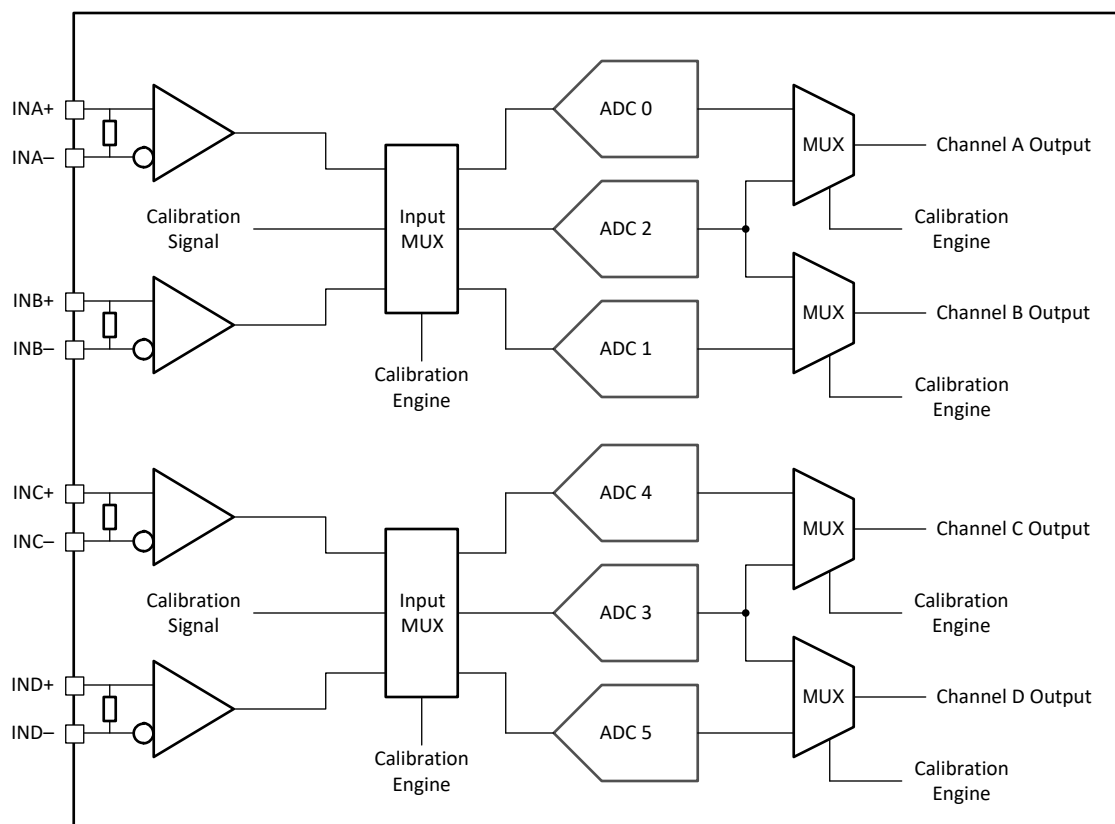 INA+
INA–
ADC 0
MUX
Channel A Output
Calibration
Signal
Input
MUX
ADC 2
Calibration
Engine
INB+
INB–
MUX
Channel B Output
ADC 1
Calibration
Engine
Calibration
Engine
INC+
INC–
ADC 4
MUX
Channel C Output
Calibration
Signal
Input
MUX
ADC 3
Calibration
Engine
IND+
IND–
MUX
Channel D Output
ADC 5
Calibration
Engine
Calibration
Engine